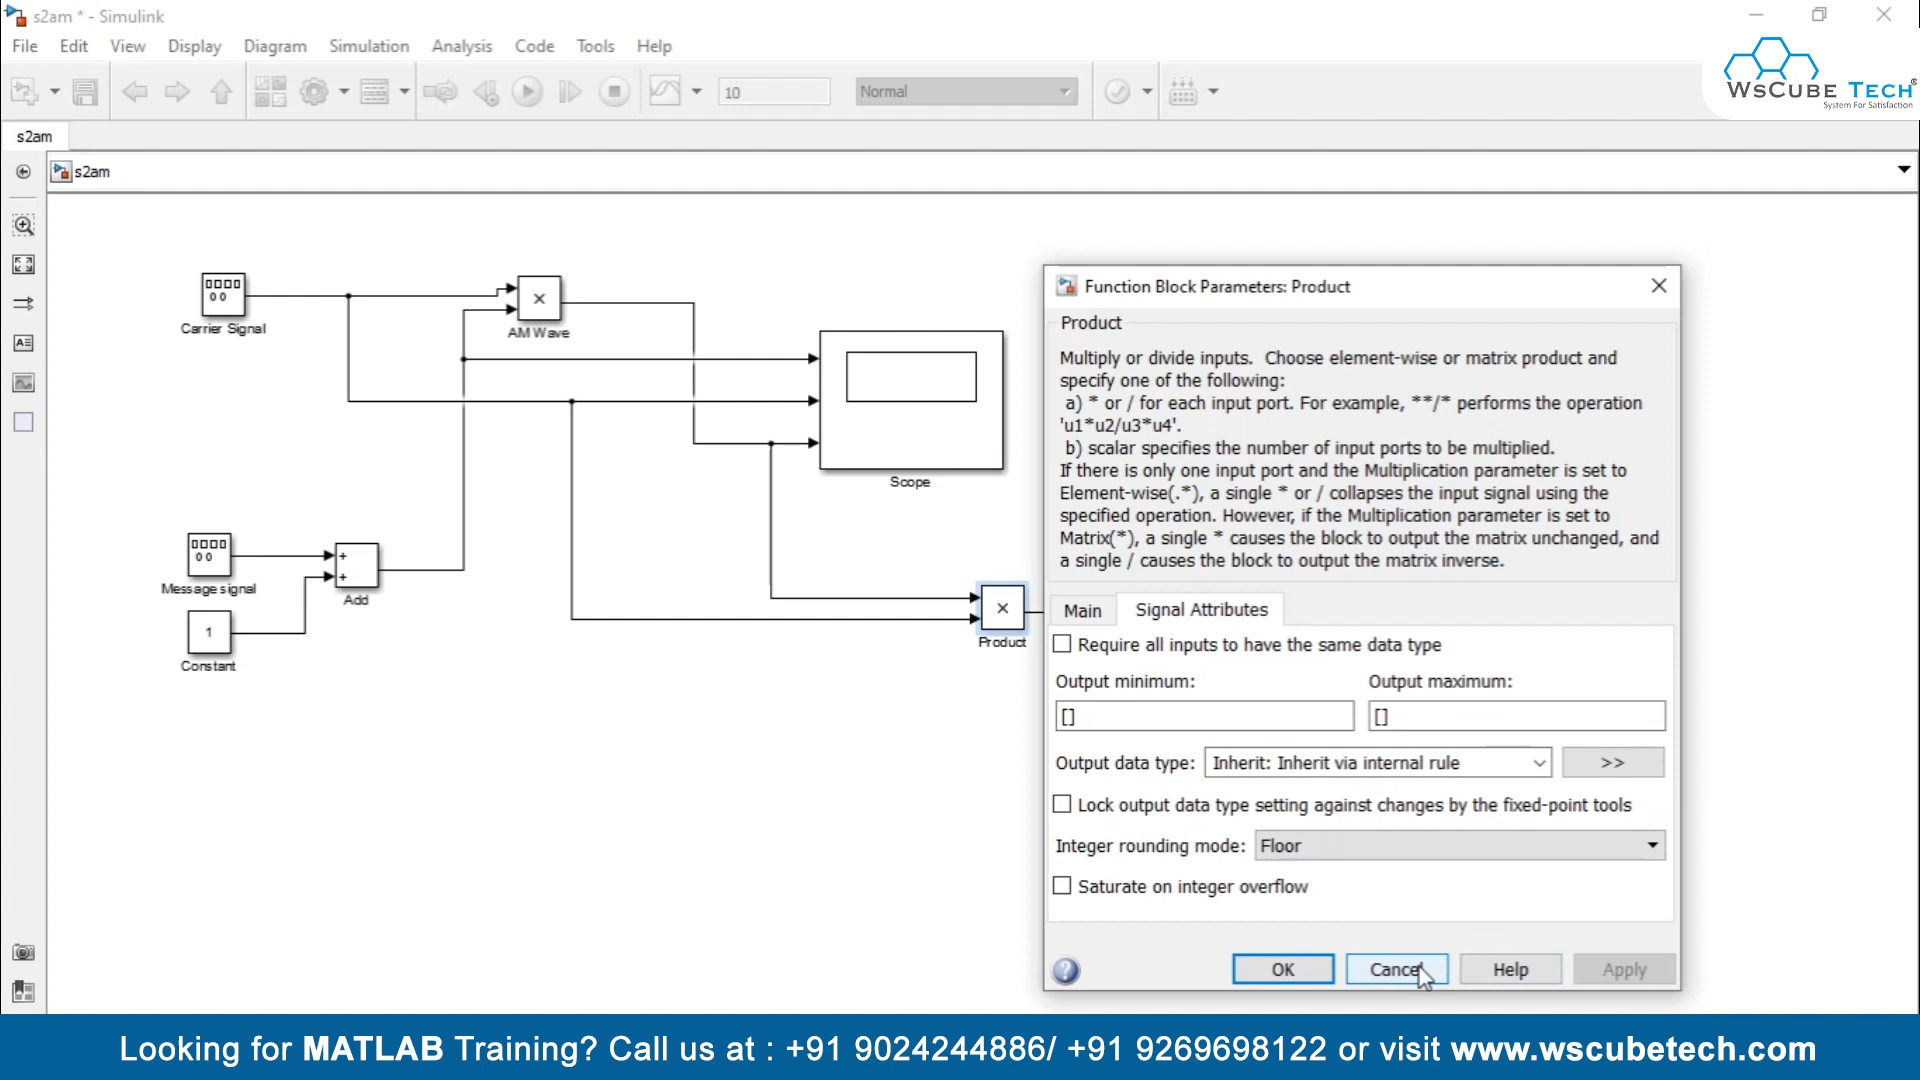 s2am * - Simulink
File Edit View Display Diagram Simulation Analysis Code Tools Help
10
Normal
WsCube Tech®
System For Satisfaction
s2am
s2am
Carrier Signal
×
AM Wave
Scope
Message signal
+
+
Add
1
Constant
×
Product
Function Block Parameters: Product
Product
Multiply or divide inputs. Choose element-wise or matrix product and
specify one of the following:
a) * or / for each input port. For example, **/* performs the operation
'u1*u2/u3*u4'.
b) scalar specifies the number of input ports to be multiplied.
If there is only one input port and the Multiplication parameter is set to
Element-wise(.*), a single * or / collapses the input signal using the
specified operation. However, if the Multiplication parameter is set to
Matrix(*), a single * causes the block to output the matrix unchanged, and
a single / causes the block to output the matrix inverse.
Main Signal Attributes
Require all inputs to have the same data type
Output minimum: Output maximum:
[] []
Output data type: Inherit: Inherit via internal rule >>
Lock output data type setting against changes by the fixed-point tools
Integer rounding mode: Floor
Saturate on integer overflow
OK Cancel Help Apply
Looking for MATLAB Training? Call us at : +91 9024244886/ +91 9269698122 or visit www.wscubetech.com